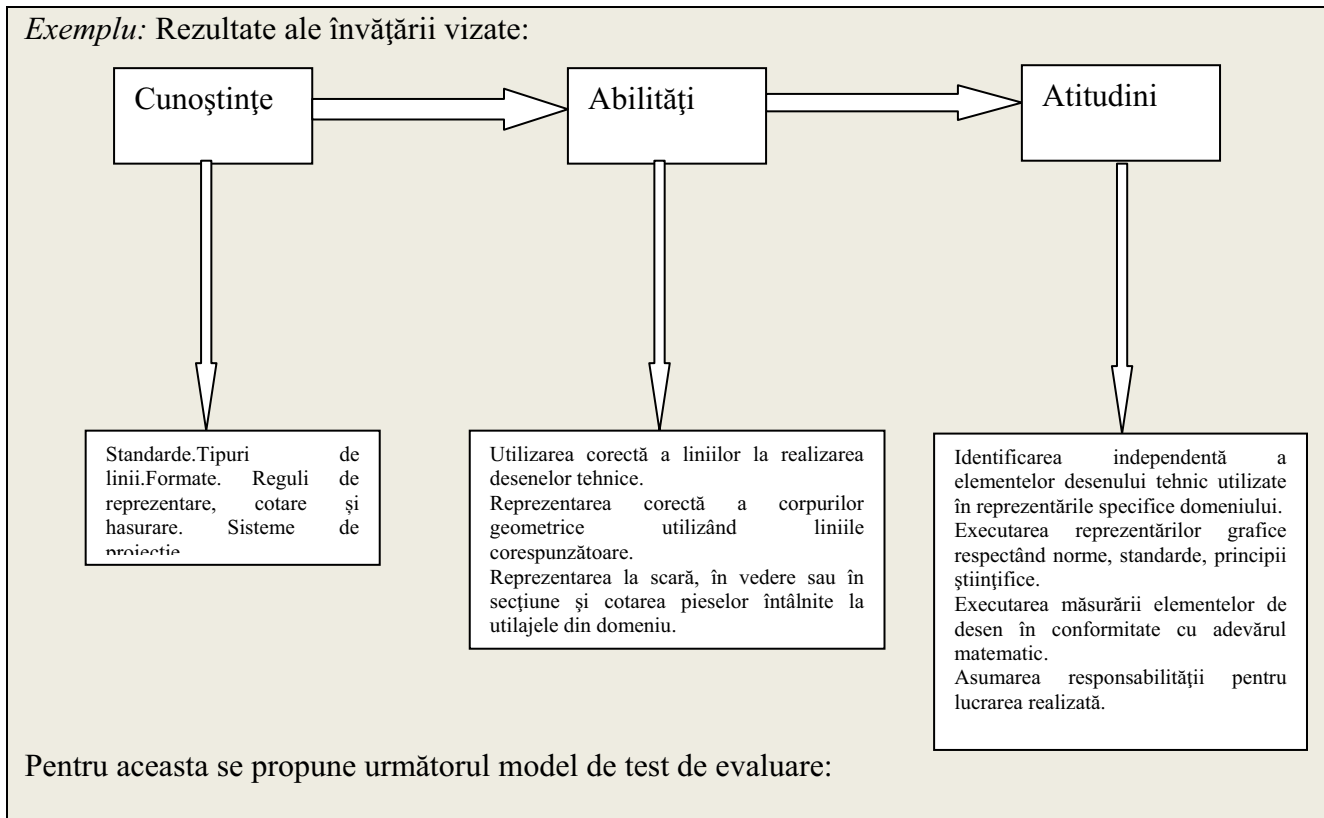 Exemplu: Rezultate ale învăţării vizate:
Cunoştinţe
Abilităţi
Atitudini
Standarde.Tipuri de
linii.Formate. Reguli de
reprezentare, cotare și
hasurare. Sisteme de
proiecție
Utilizarea corectă a liniilor la realizarea
desenelor tehnice.
Reprezentarea corectă a corpurilor
geometrice utilizând liniile
corespunzătoare.
Reprezentarea la scară, în vedere sau în
secţiune și cotarea pieselor întâlnite la
utilajele din domeniu.
Identificarea independentă a
elementelor desenului tehnic utilizate
în reprezentările specifice domeniului.
Executarea reprezentărilor grafice
respectând norme, standarde, principii
ştiinţifice.
Executarea măsurării elementelor de
desen în conformitate cu adevărul
matematic.
Asumarea responsabilităţii pentru
lucrarea realizată.
Pentru aceasta se propune următorul model de test de evaluare: